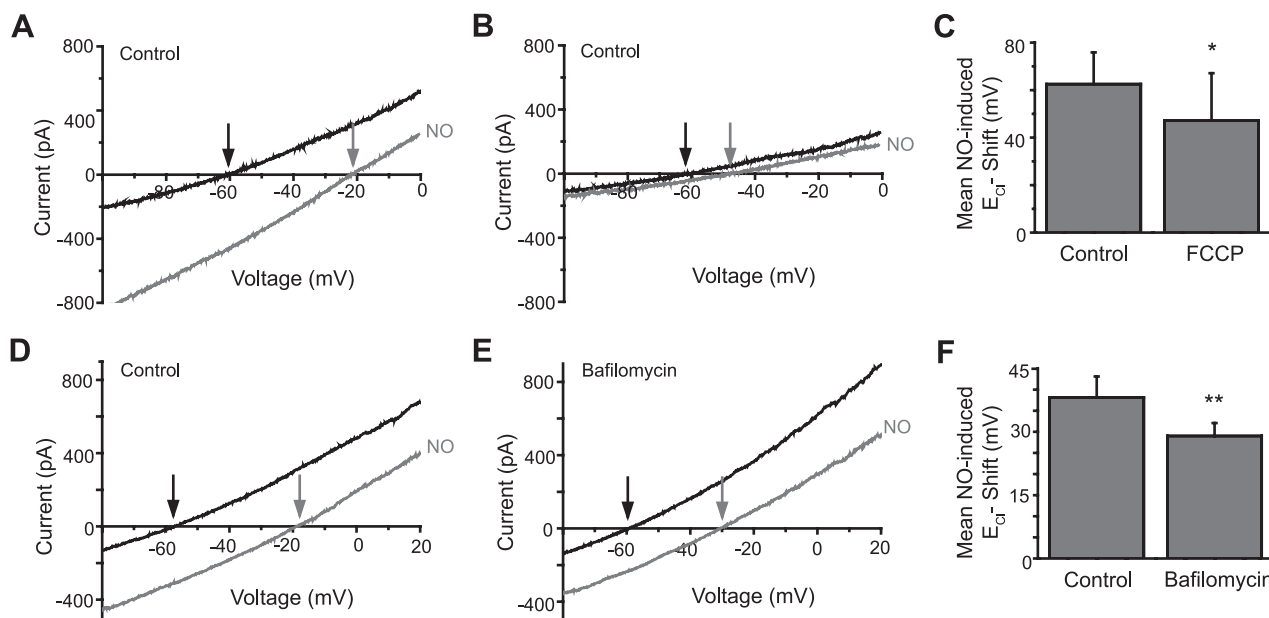 A
Control
800
400
0
-400
-800
-80
-60
-40
-20
0
NO
Current (pA)
Voltage (mV)
B
Control
800
400
0
-400
-800
-80
-60
-40
-20
0
NO
Current (pA)
Voltage (mV)
C
Mean NO-induced
ECl- Shift (mV)
80
60
40
20
0
*
Control
FCCP
D
Control
800
400
0
-400
-60
-40
-20
0
20
NO
Current (pA)
Voltage (mV)
E
Bafilomycin
800
400
0
-400
-60
-40
-20
0
20
NO
Current (pA)
Voltage (mV)
F
Mean NO-induced
ECl- Shift (mV)
45
30
15
0
**
Control
Bafilomycin